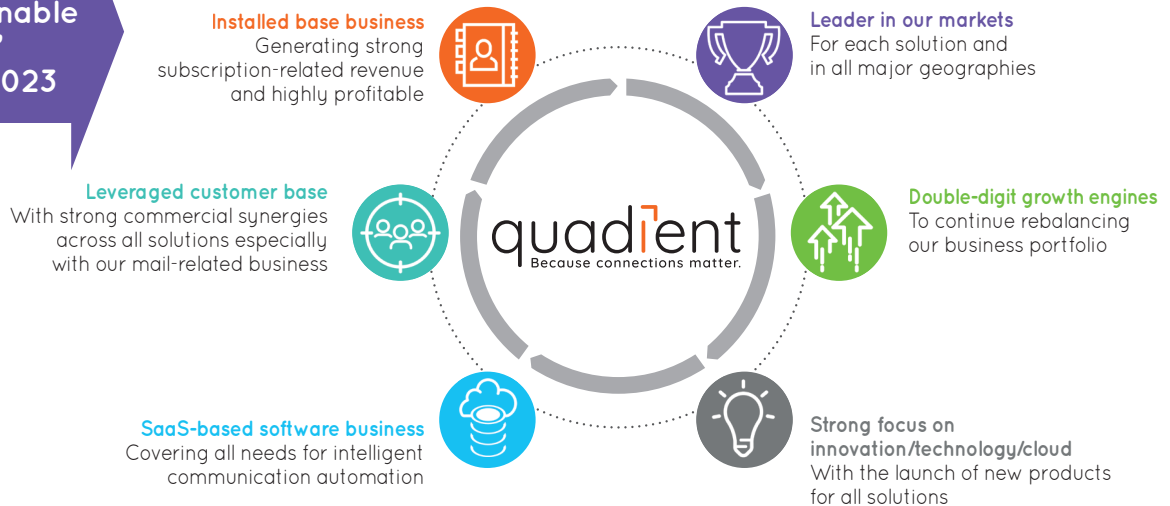 2023
Installed base business
Generating strong
subscription-related revenue
and highly profitable
Leader in our markets
For each solution and
in all major geographies
Leveraged customer base
With strong commercial synergies
across all solutions especially
with our mail-related business
quadient
Because connections matter.
Double-digit growth engines
To continue rebalancing
our business portfolio
SaaS-based software business
Covering all needs for intelligent
communication automation
Strong focus on
innovation/technology/cloud
With the launch of new products
for all solutions